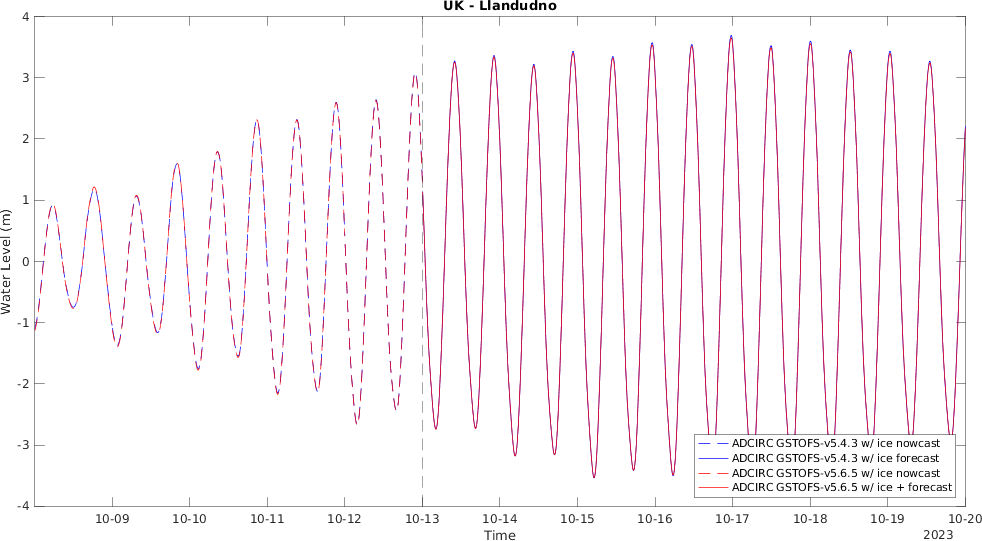 UK - Llandudno
Water Level (m)
4
3
2
1
0
-1
-2
-3
-4
ADCIRC GSTOFS-v5.4.3 w/ ice nowcast
ADCIRC GSTOFS-v5.4.3 w/ ice forecast
ADCIRC GSTOFS-v5.6.5 w/ ice nowcast
ADCIRC GSTOFS-v5.6.5 w/ ice + forecast
10-09 10-10 10-11 10-12 10-13 10-14 10-15 10-16 10-17 10-18 10-19 10-20
Time
2023